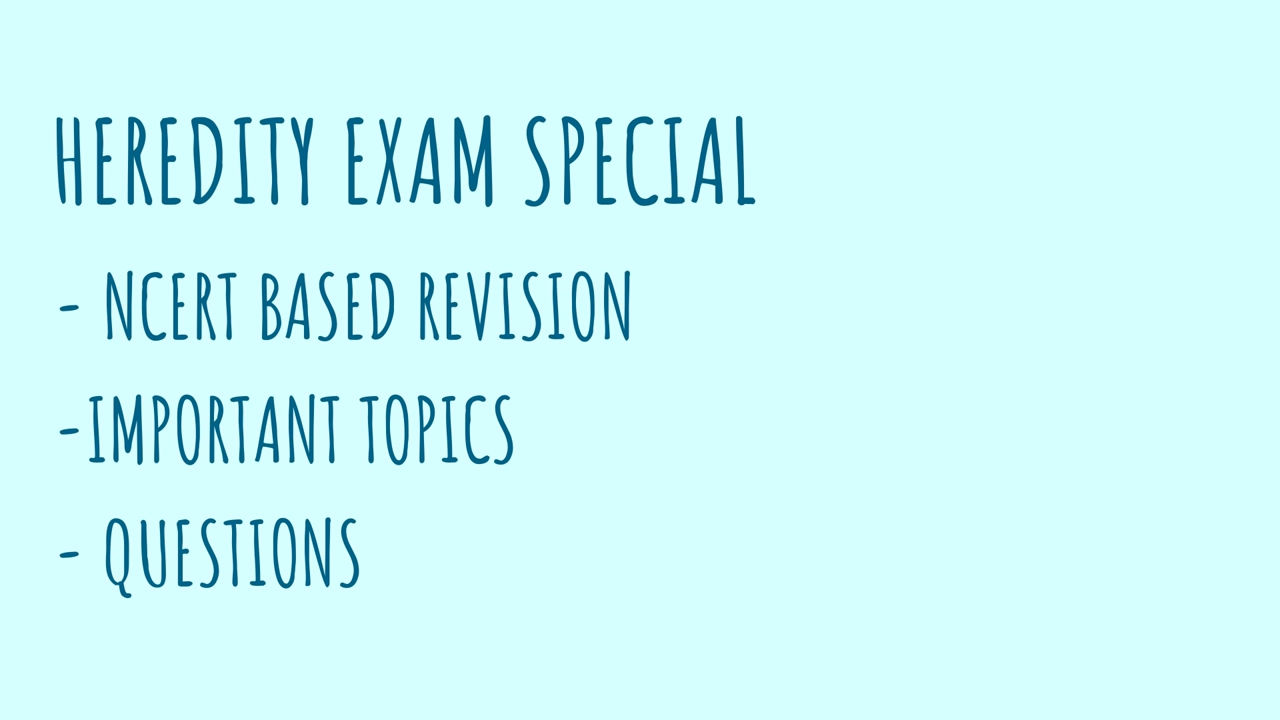 HEREDITY EXAM SPECIAL
- NCERT BASED REVISION
-IMPORTANT TOPICS
- QUESTIONS